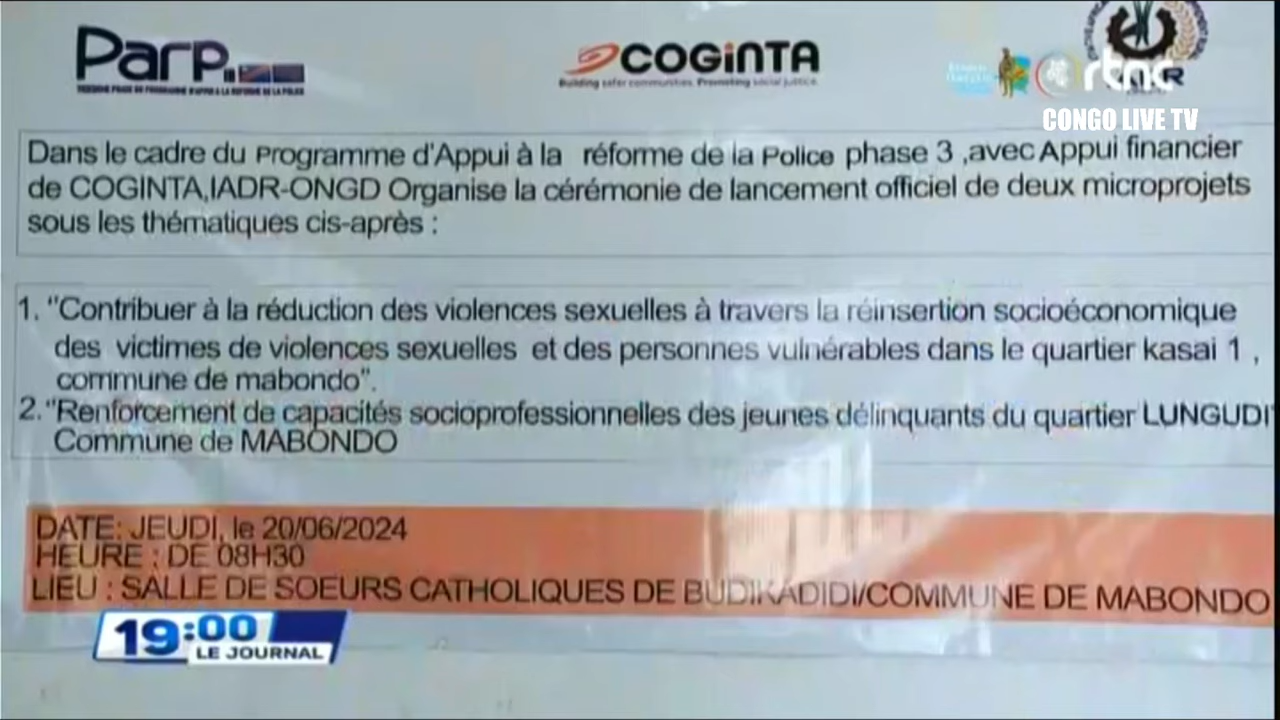 Parp
COGINTA
Building safer communities. Promoting social justice.
rtnc
CONGO LIVE TV
Dans le cadre du Programme d'Appui à la réforme de la Police phase 3 ,avec Appui financier
de COGINTA,IADR-ONGD Organise la cérémonie de lancement officiel de deux microprojets
sous les thématiques cis-après :
1. "Contribuer à la réduction des violences sexuelles à travers la réinsertion socioéconomique
des victimes de violences sexuelles et des personnes vulnérables dans le quartier kasai 1 ,
commune de mabondo".
2. "Renforcement de capacités socioprofessionnelles des jeunes délinquants du quartier LUNGUDI"
Commune de MABONDO
DATE: JEUDI, le 20/06/2024
HEURE : DE 08H30
LIEU : SALLE DE SOEURS CATHOLIQUES DE BUDIKADIDI/COMMUNE DE MABONDO
19:00
LE JOURNAL